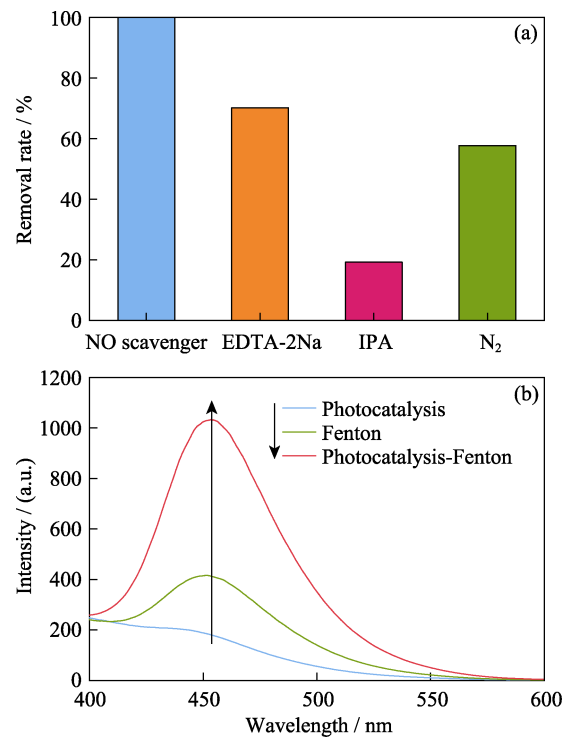 (a)
Removal rate / %
100
80
60
40
20
0
NO scavenger EDTA-2Na IPA N₂
(b)
Intensity / (a.u.)
1200
1000
800
600
400
200
0
Photocatalysis
Fenton
Photocatalysis-Fenton
400 450 500 550 600
Wavelength / nm